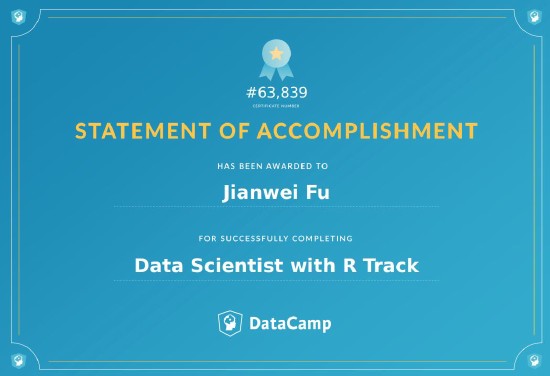 #63,839
CERTIFICATE NUMBER
STATEMENT OF ACCOMPLISHMENT
HAS BEEN AWARDED TO
Jianwei Fu
FOR SUCCESSFULLY COMPLETING
Data Scientist with R Track
DataCamp